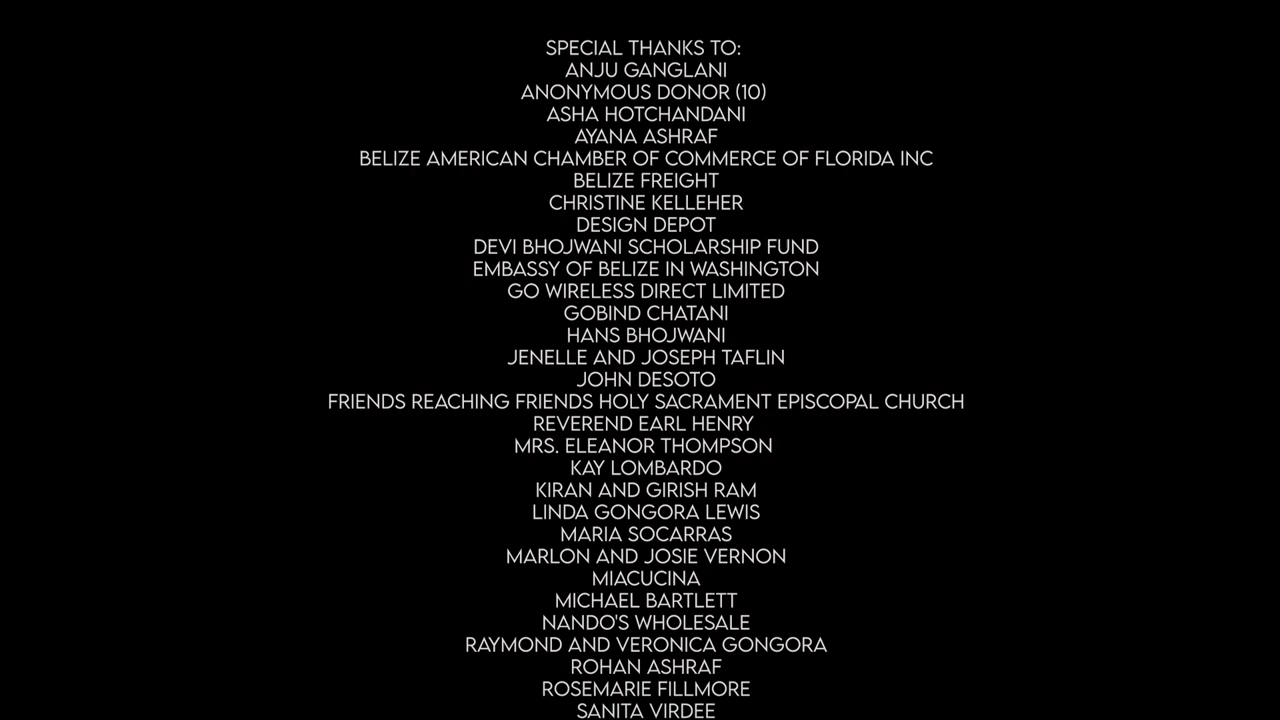 SPECIAL THANKS TO:
ANJU GANGLANI
ANONYMOUS DONOR (10)
ASHA HOTCHANDANI
AYANA ASHRAF
BELIZE AMERICAN CHAMBER OF COMMERCE OF FLORIDA INC
BELIZE FREIGHT
CHRISTINE KELLEHER
DESIGN DEPOT
DEVI BHOJWANI SCHOLARSHIP FUND
EMBASSY OF BELIZE IN WASHINGTON
GO WIRELESS DIRECT LIMITED
GOBIND CHATANI
HANS BHOJWANI
JENELLE AND JOSEPH TAFLIN
JOHN DESOTO
FRIENDS REACHING FRIENDS HOLY SACRAMENT EPISCOPAL CHURCH
REVEREND EARL HENRY
MRS. ELEANOR THOMPSON
KAY LOMBARDO
KIRAN AND GIRISH RAM
LINDA GONGORA LEWIS
MARIA SOCARRAS
MARLON AND JOSIE VERNON
MIACUCINA
MICHAEL BARTLETT
NANDO'S WHOLESALE
RAYMOND AND VERONICA GONGORA
ROHAN ASHRAF
ROSEMARIE FILLMORE
SANITA VIRDEE